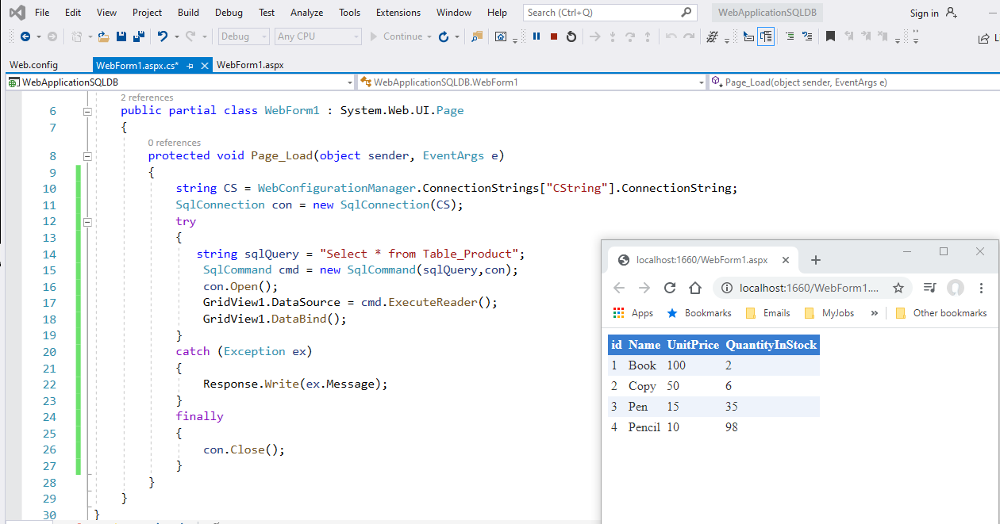 File Edit View Project Build Debug Test Analyze Tools Extensions Window Help Search (Ctrl+Q) WebApplicationSQLDB Sign in
Debug Any CPU Continue L
Web.config WebForm1.aspx.cs* WebForm1.aspx
WebApplicationSQLDB WebApplicationSQLDB.WebForm1 Page_Load(object sender, EventArgs e)
2 references
6 public partial class WebForm1 : System.Web.UI.Page
7 {
0 references
8 protected void Page_Load(object sender, EventArgs e)
9 {
10 string CS = WebConfigurationManager.ConnectionStrings["CString"].ConnectionString;
11 SqlConnection con = new SqlConnection(CS);
12 try
13 {
14 string sqlQuery = "Select * from Table_Product";
15 SqlCommand cmd = new SqlCommand(sqlQuery,con);
16 con.Open();
17 GridView1.DataSource = cmd.ExecuteReader();
18 GridView1.DataBind();
19 }
20 catch (Exception ex)
21 {
22 Response.Write(ex.Message);
23 }
24 finally
25 {
26 con.Close();
27 }
28 }
29 }
30 }
localhost:1660/WebForm1.aspx
localhost:1660/WebForm1....
Apps Bookmarks Emails MyJobs » Other bookmarks
id Name UnitPrice QuantityInStock
1 Book 100 2
2 Copy 50 6
3 Pen 15 35
4 Pencil 10 98